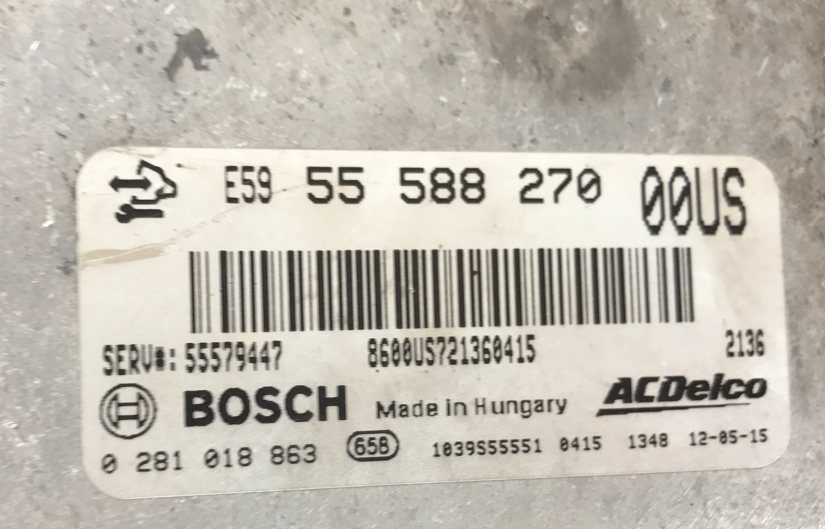 E59 55 588 270 00US
SERV#: 55579447 8600US721360415 2136
BOSCH Made in Hungary ACDelco
0 281 018 863 658 1039S55551 0415 1348 12-05-15